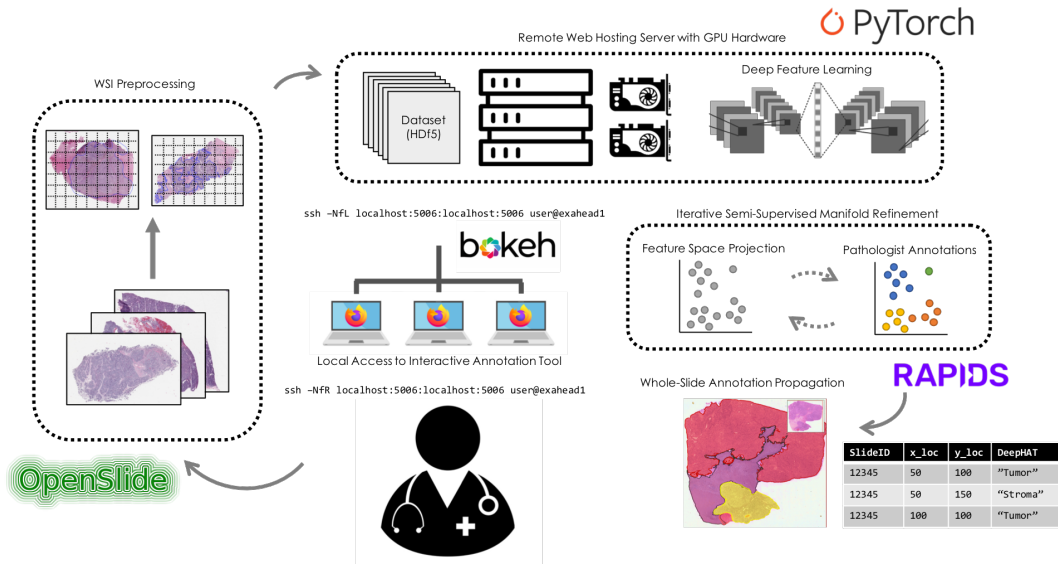 PyTorch
Remote Web Hosting Server with GPU Hardware
WSI Preprocessing
Deep Feature Learning
Dataset
(HDf5)
ssh –NfL localhost:5006:localhost:5006 user@exahead1
bokeh
Iterative Semi-Supervised Manifold Refinement
Feature Space Projection
Pathologist Annotations
Local Access to Interactive Annotation Tool
ssh –NfR localhost:5006:localhost:5006 user@exahead1
Whole-Slide Annotation Propagation
RAPIDS
OpenSlide
SlideID x_loc y_loc DeepHAT
12345 50 100 ”Tumor”
12345 50 150 “Stroma”
12345 100 100 “Tumor”